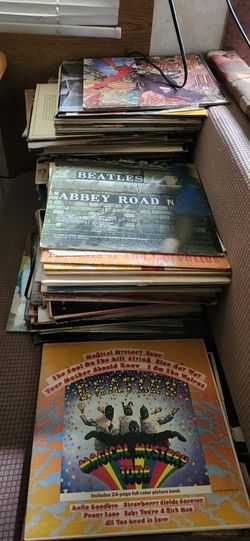 BEATLES
ABBEY ROAD N
MAGICAL MYSTERY TOUR
The Fool On The Hill Flying Blue Jay Way
Your Mother Should Know I Am The Walrus
BEATLES
MAGICAL MYSTERY
TOUR
Includes 24-page full color picture book
Hello Goodbye Strawberry Fields Forever
Penny Lane Baby You're A Rich Man
All You Need is Love